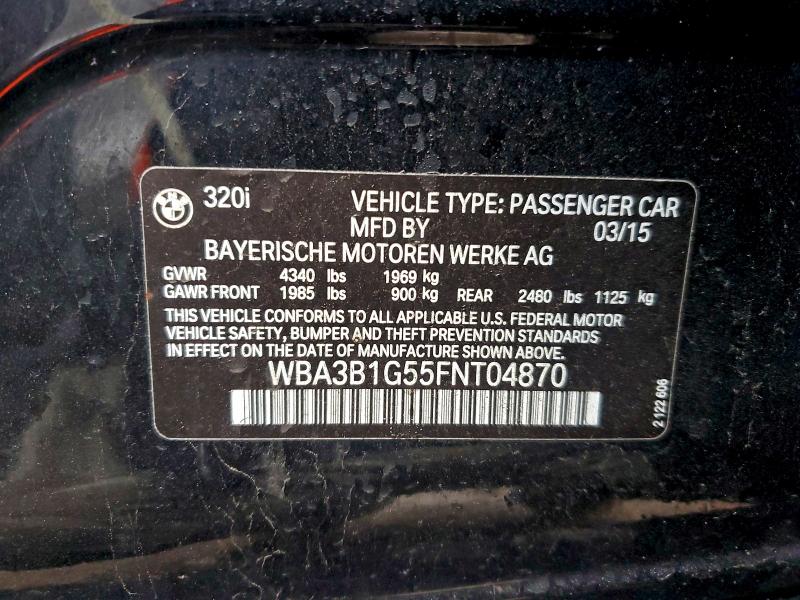 320i VEHICLE TYPE: PASSENGER CAR
MFD BY 03/15
BAYERISCHE MOTOREN WERKE AG
GVWR 4340 lbs 1969 kg
GAWR FRONT 1985 lbs 900 kg REAR 2480 lbs 1125 kg
THIS VEHICLE CONFORMS TO ALL APPLICABLE U.S. FEDERAL MOTOR
VEHICLE SAFETY, BUMPER AND THEFT PREVENTION STANDARDS
IN EFFECT ON THE DATE OF MANUFACTURE SHOWN ABOVE.
WBA3B1G55FNT04870
2 122 606